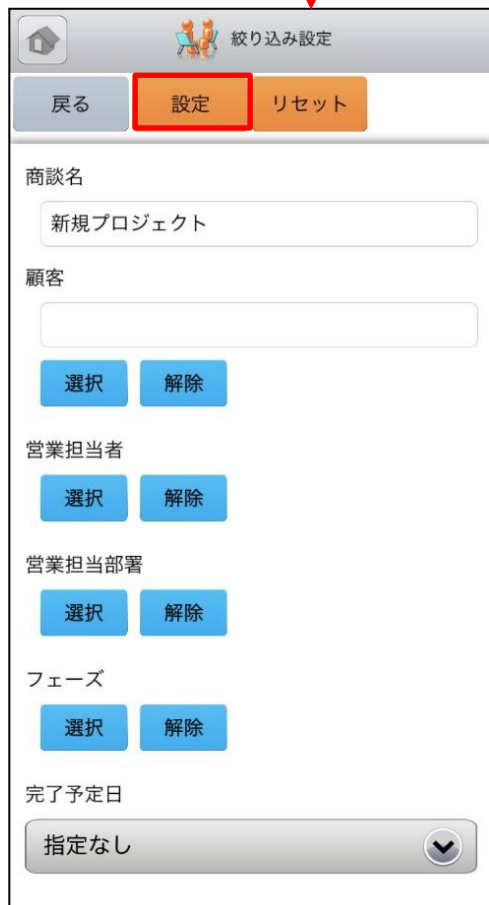 絞り込み設定
戻る 設定 リセット
商談名
新規プロジェクト
顧客
選択 解除
営業担当者
選択 解除
営業担当部署
選択 解除
フェーズ
選択 解除
完了予定日
指定なし